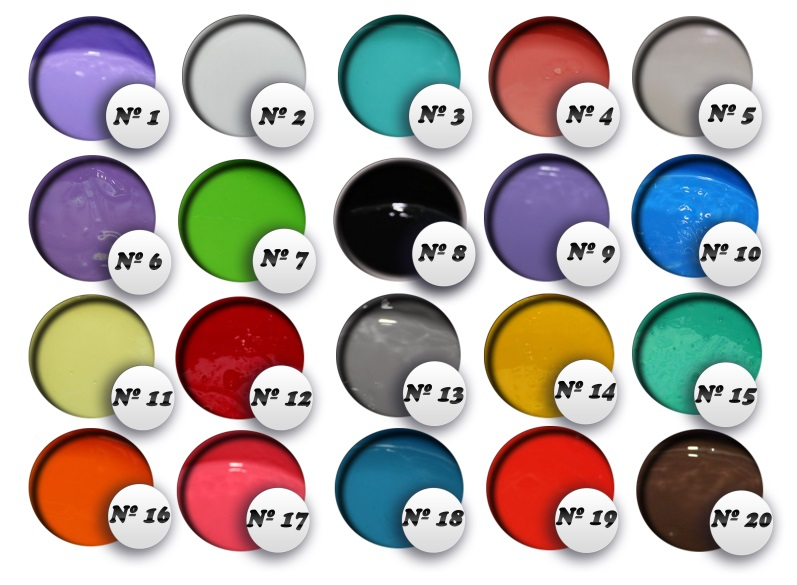 Nº 1
Nº 2
Nº 3
Nº 4
Nº 5
Nº 6
Nº 7
Nº 8
Nº 9
Nº 10
Nº 11
Nº 12
Nº 13
Nº 14
Nº 15
Nº 16
Nº 17
Nº 18
Nº 19
Nº 20